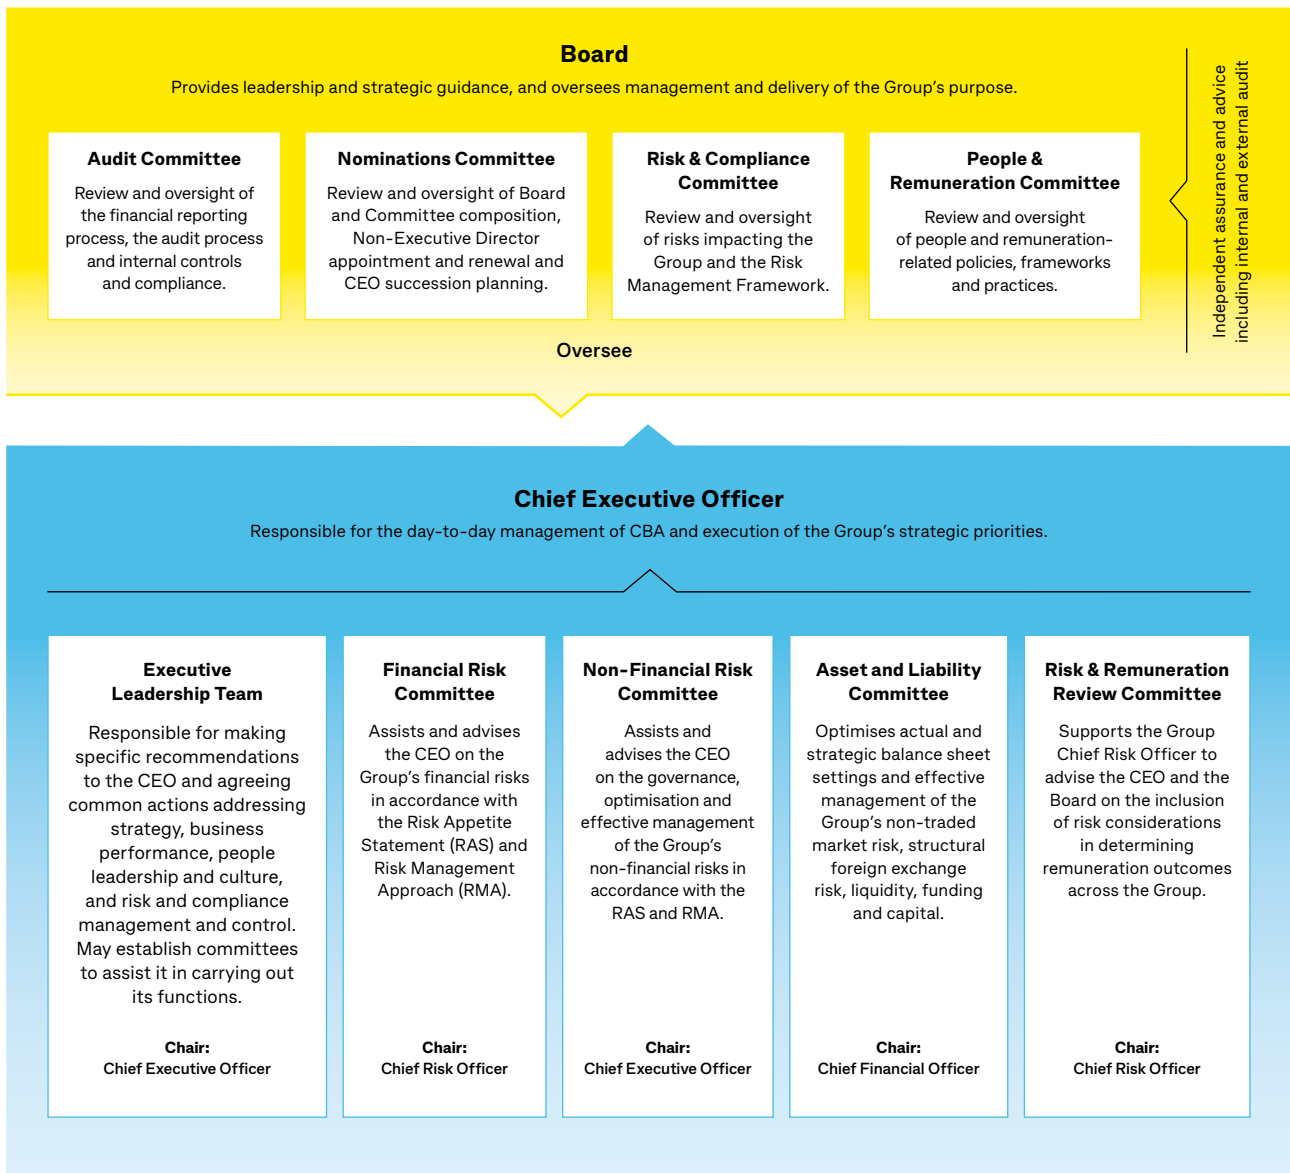 Board
Provides leadership and strategic guidance, and oversees management and delivery of the Group's purpose.
Audit Committee
Review and oversight of
the financial reporting
process, the audit process
and internal controls
and compliance.
Nominations Committee
Review and oversight of Board
and Committee composition,
Non-Executive Director
appointment and renewal and
CEO succession planning.
Risk & Compliance
Committee
Review and oversight
of risks impacting the
Group and the Risk
Management Framework.
People &
Remuneration Committee
Review and oversight
of people and remuneration-
related policies, frameworks
and practices.
Independent assurance and advice
including internal and external audit
Oversee
Chief Executive Officer
Responsible for the day-to-day management of CBA and execution of the Group's strategic priorities.
Executive
Leadership Team
Responsible for making
specific recommendations
to the CEO and agreeing
common actions addressing
strategy, business
performance, people
leadership and culture,
and risk and compliance
management and control.
May establish committees
to assist it in carrying out
its functions.
Chair:
Chief Executive Officer
Financial Risk
Committee
Assists and advises
the CEO on the
Group's financial risks
in accordance with
the Risk Appetite
Statement (RAS) and
Risk Management
Approach (RMA).
Chair:
Chief Risk Officer
Non-Financial Risk
Committee
Assists and
advises the CEO
on the governance,
optimisation and
effective management
of the Group's
non-financial risks in
accordance with the
RAS and RMA.
Chair:
Chief Executive Officer
Asset and Liability
Committee
Optimises actual and
strategic balance sheet
settings and effective
management of the
Group's non-traded
market risk, structural
foreign exchange
risk, liquidity, funding
and capital.
Chair:
Chief Financial Officer
Risk & Remuneration
Review Committee
Supports the Group
Chief Risk Officer to
advise the CEO and the
Board on the inclusion
of risk considerations
in determining
remuneration outcomes
across the Group.
Chair:
Chief Risk Officer